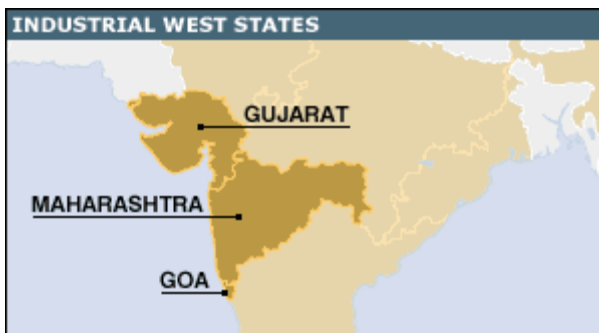 INDUSTRIAL WEST STATES
GUJARAT
MAHARASHTRA
GOA